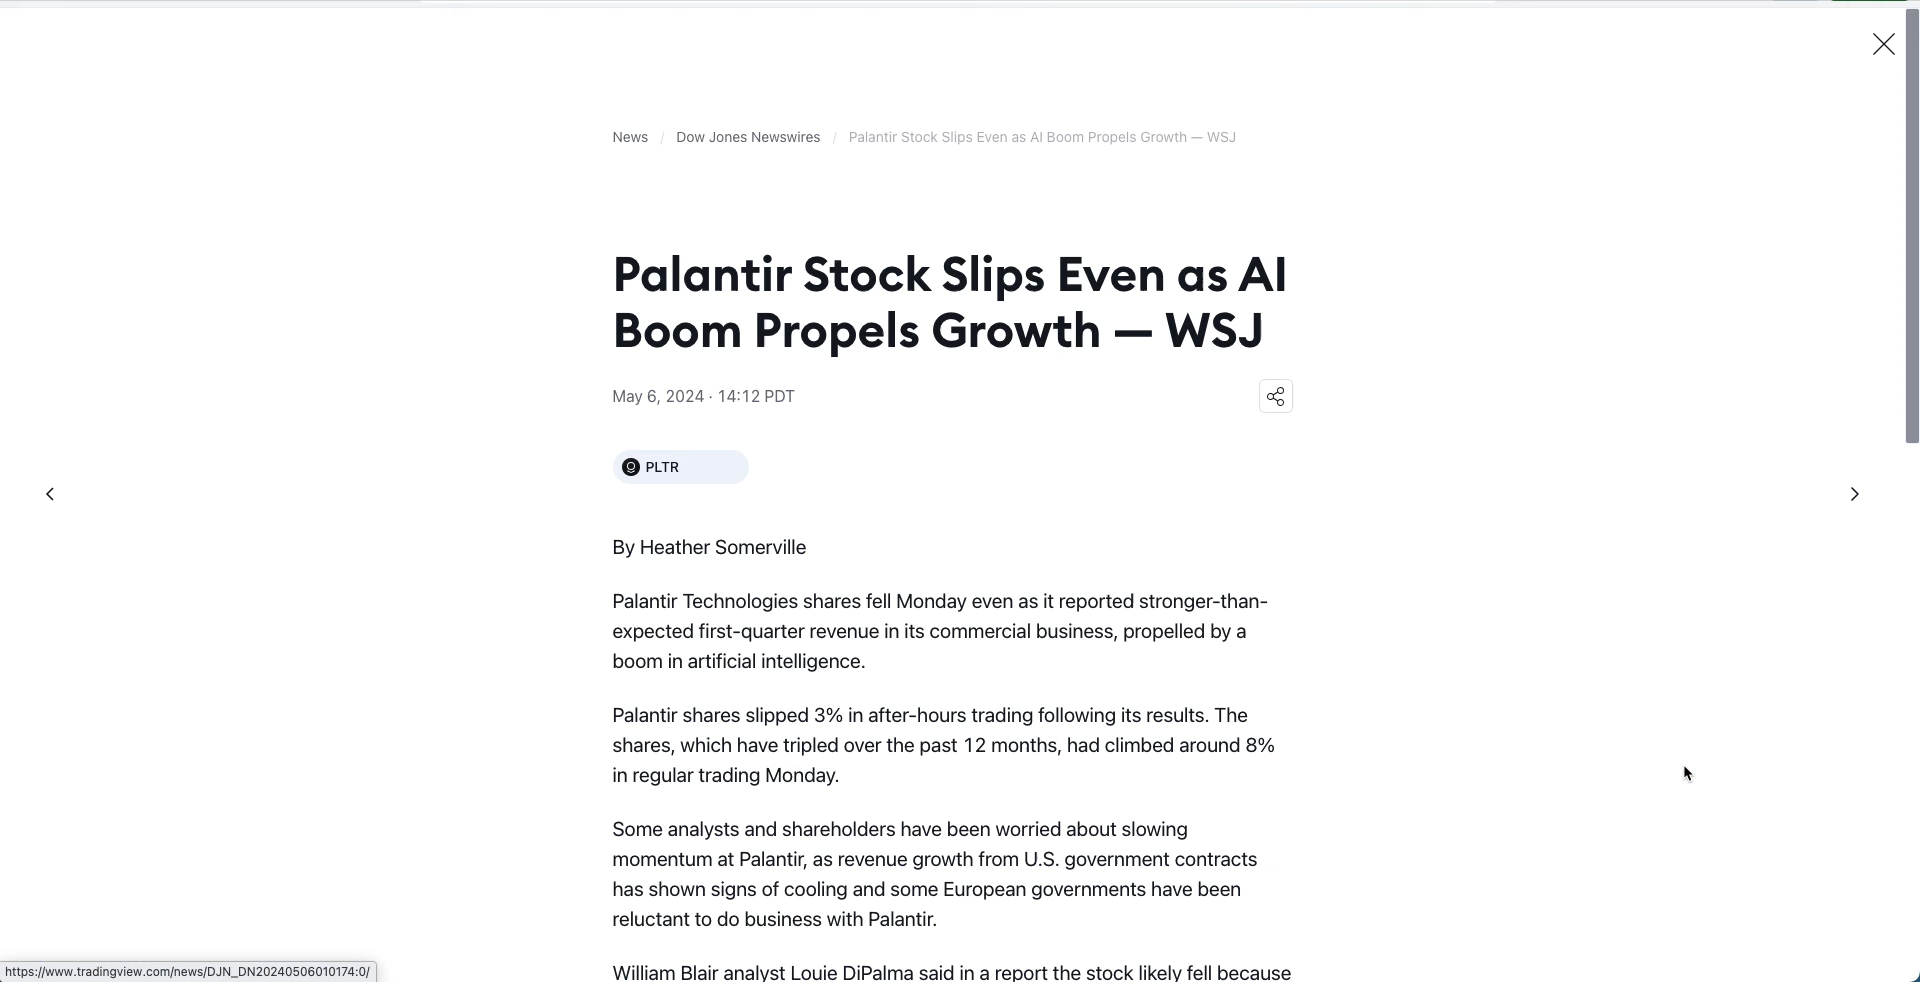 News / Dow Jones Newswires / Palantir Stock Slips Even as AI Boom Propels Growth — WSJ
Palantir Stock Slips Even as AI
Boom Propels Growth — WSJ
May 6, 2024 · 14:12 PDT
PLTR
By Heather Somerville
Palantir Technologies shares fell Monday even as it reported stronger-than-
expected first-quarter revenue in its commercial business, propelled by a
boom in artificial intelligence.
Palantir shares slipped 3% in after-hours trading following its results. The
shares, which have tripled over the past 12 months, had climbed around 8%
in regular trading Monday.
Some analysts and shareholders have been worried about slowing
momentum at Palantir, as revenue growth from U.S. government contracts
has shown signs of cooling and some European governments have been
reluctant to do business with Palantir.
William Blair analyst Louie DiPalma said in a report the stock likely fell because
https://www.tradingview.com/news/DJN_DN20240506010174:0/